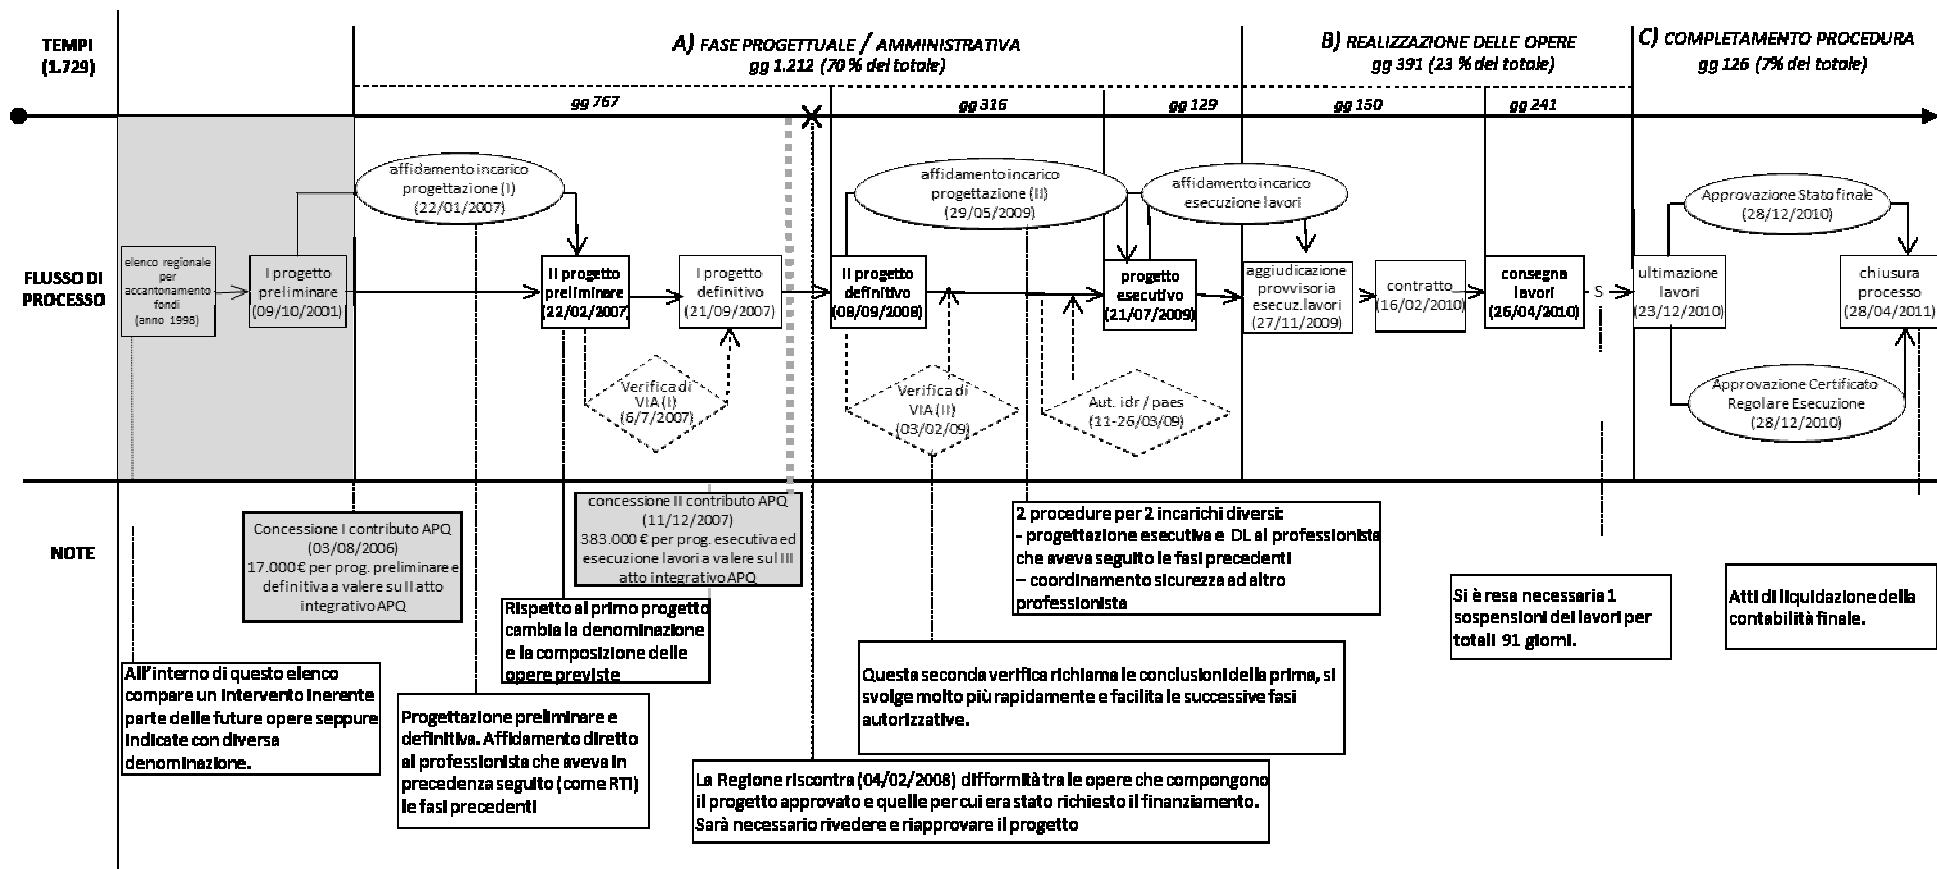 TEMPI
(1.729)
A) FASE PROGETTUALE / AMMINISTRATIVA
gg 1.212 (70 % del totale)
B) REALIZZAZIONE DELLE OPERE
gg 391 (23 % del totale)
C) COMPLETAMENTO PROCEDURA
gg 126 (7% del totale)
gg 767
gg 316
gg 129
gg 150
gg 241
FLUSSO DI
PROCESSO
elenco regionale
per
accantonamento
fondi
(anno 1998)
I progetto
preliminare
(09/10/2001)
affidamento incarico
progettazione (I)
(22/01/2007)
II progetto
preliminare
(22/02/2007)
I progetto
definitivo
(21/09/2007)
Verifica di
VIA (I)
(6/7/2007)
II progetto
definitivo
(08/09/2008)
affidamento incarico
progettazione (II)
(29/05/2009)
Verifica di
VIA (II)
(03/02/09)
Aut. idr / paes
(11-26/03/09)
progetto
esecutivo
(21/07/2009)
affidamento incarico
esecuzione lavori
aggiudicazione
provvisoria
esecuz.lavori
(27/11/2009)
contratto
(16/02/2010)
consegna
lavori
(26/04/2010)
S
ultimazione
lavori
(23/12/2010)
Approvazione Stato finale
(28/12/2010)
Approvazione Certificato
Regolare Esecuzione
(28/12/2010)
chiusura
processo
(28/04/2011)
NOTE
All'interno di questo elenco
compare un intervento inerente
parte delle future opere seppure
indicate con diversa
denominazione.
Concessione I contributo APQ
(03/08/2006)
17.000€ per prog. preliminare e
definitiva a valere su II atto
integrativo APQ
Progettazione preliminare e
definitiva. Affidamento diretto
al professionista che aveva in
precedenza seguito (come RTI)
le fasi precedenti
Rispetto al primo progetto
cambia la denominazione
e la composizione delle
opere previste
concessione II contributo APQ
(11/12/2007)
383.000 € per prog. esecutiva ed
esecuzione lavori a valere sul III
atto integrativo APQ
La Regione riscontra (04/02/2008) difformità tra le opere che compongono
il progetto approvato e quelle per cui era stato richiesto il finanziamento.
Sarà necessario rivedere e riapprovare il progetto
Questa seconda verifica richiama le conclusioni della prima, si
svolge molto più rapidamente e facilita le successive fasi
autorizzative.
2 procedure per 2 incarichi diversi:
- progettazione esecutiva e DL al professionista
che aveva seguito le fasi precedenti
– coordinamento sicurezza ad altro
professionista
Si è resa necessaria 1
sospensioni dei lavori per
totali 91 giorni.
Atti di liquidazione della
contabilità finale.